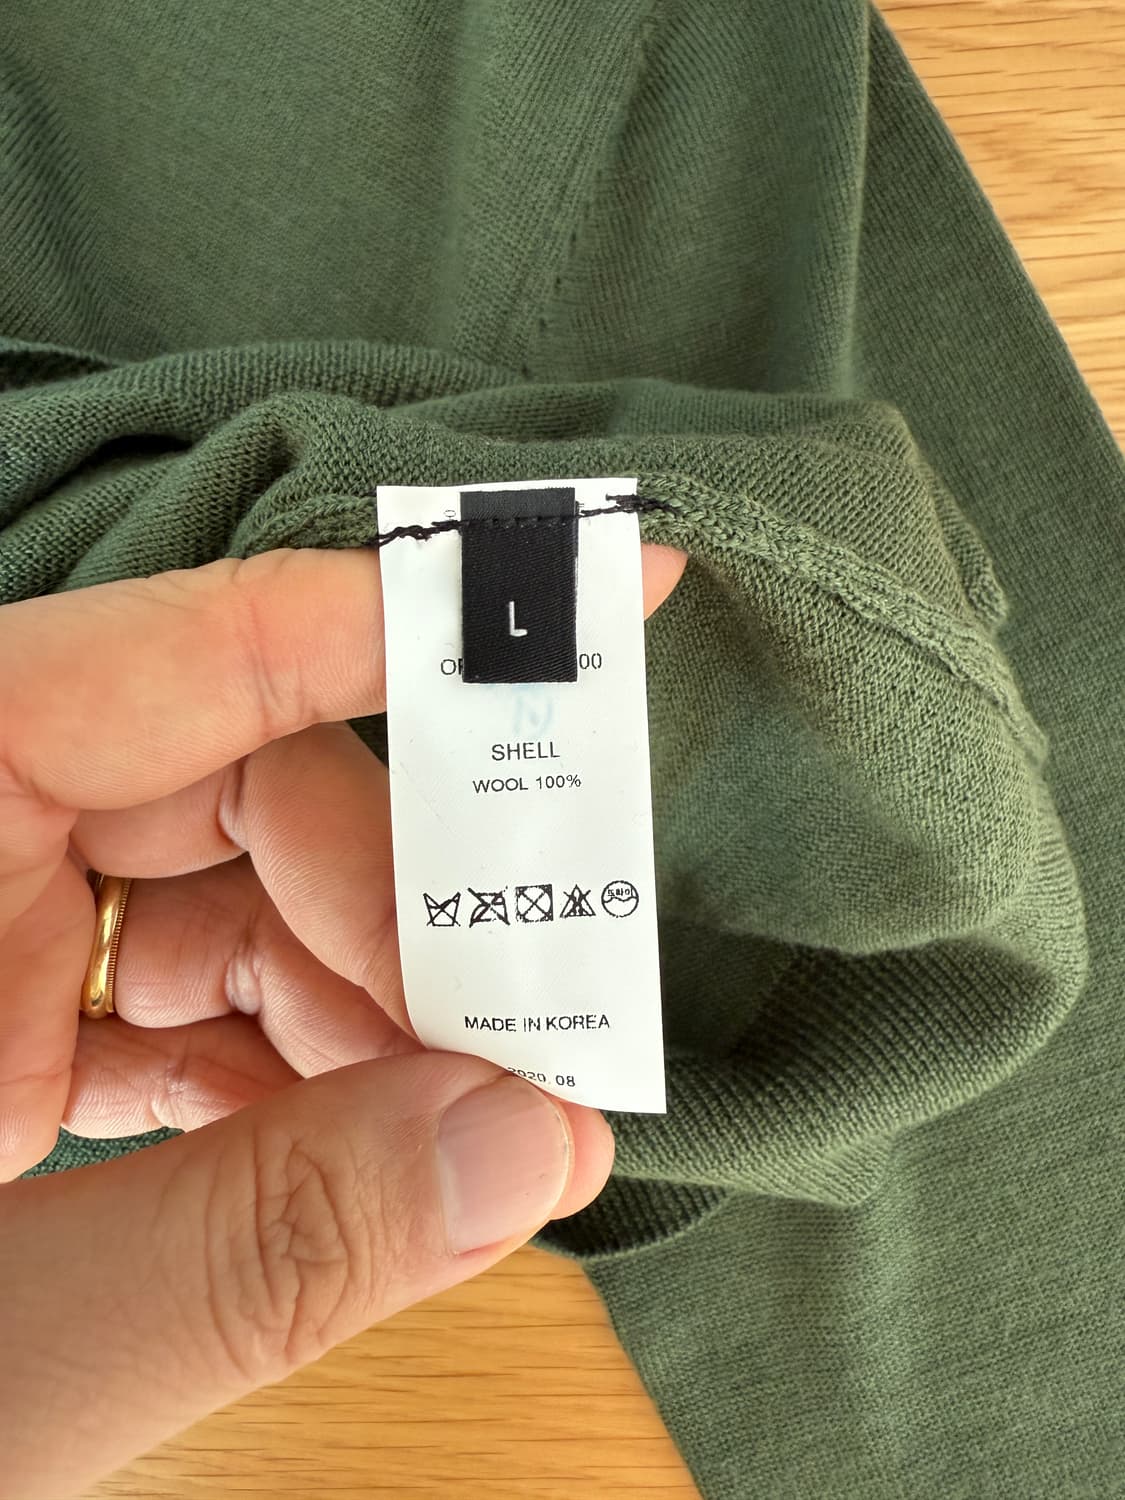 L
SHELL
WOOL 100%
드라이
MADE IN KOREA
2020. 08